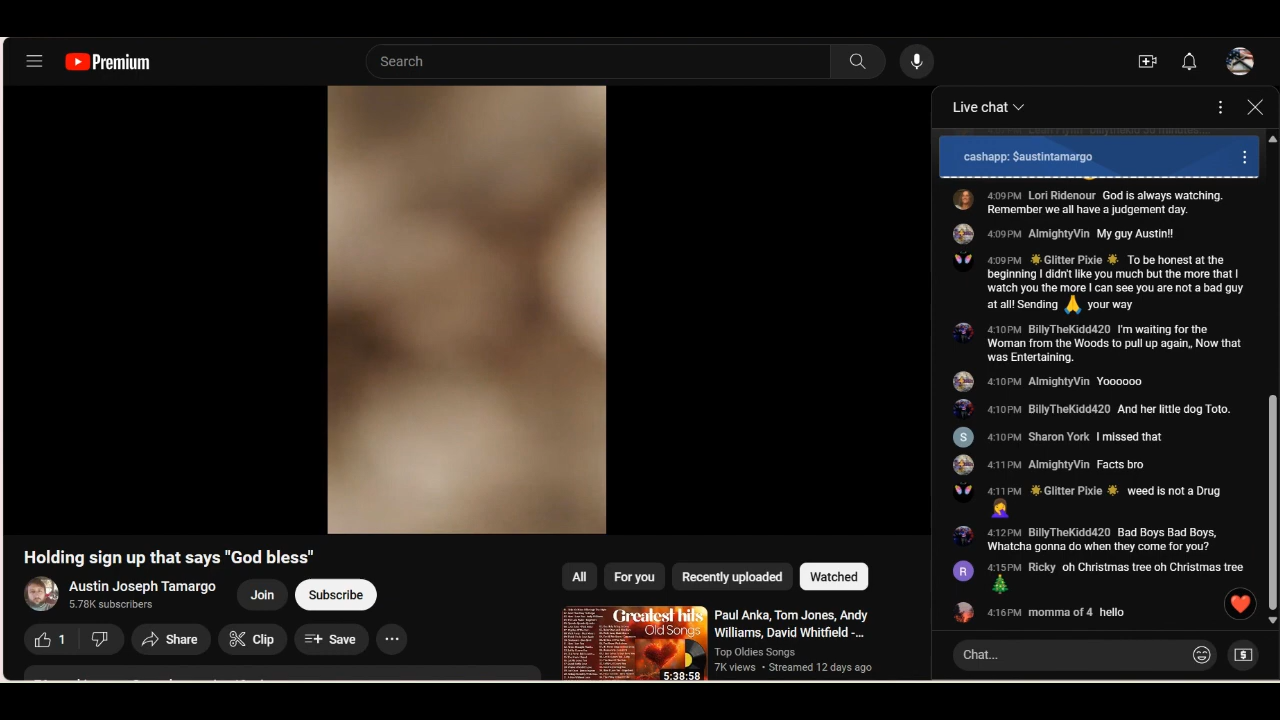 Premium
Search
Live chat
cashapp: $austintamargo
4:09 PM Lori Ridenour God is always watching.
Remember we all have a judgement day.
4:09 PM AlmightyVin My guy Austin!!
4:09 PM 🌟Glitter Pixie 🌟 To be honest at the
beginning I didn't like you much but the more that I
watch you the more I can see you are not a bad guy
at all! Sending 🙏 your way
4:10 PM BillyTheKidd420 I'm waiting for the
Woman from the Woods to pull up again,, Now that
was Entertaining.
4:10 PM AlmightyVin Yoooooo
4:10 PM BillyTheKidd420 And her little dog Toto.
S 4:10 PM Sharon York I missed that
4:11 PM AlmightyVin Facts bro
4:11 PM 🌟Glitter Pixie 🌟 weed is not a Drug
🤦‍♀️
4:12 PM BillyTheKidd420 Bad Boys Bad Boys,
Whatcha gonna do when they come for you?
R 4:15 PM Ricky oh Christmas tree oh Christmas tree
🎄
4:16 PM momma of 4 hello
Chat...
Holding sign up that says "God bless"
Austin Joseph Tamargo
5.78K subscribers
Join
Subscribe
1
Share
Clip
Save
All
For you
Recently uploaded
Watched
Greatest hits
Old Songs
5:38:58
Paul Anka, Tom Jones, Andy
Williams, David Whitfield -...
Top Oldies Songs
7K views • Streamed 12 days ago